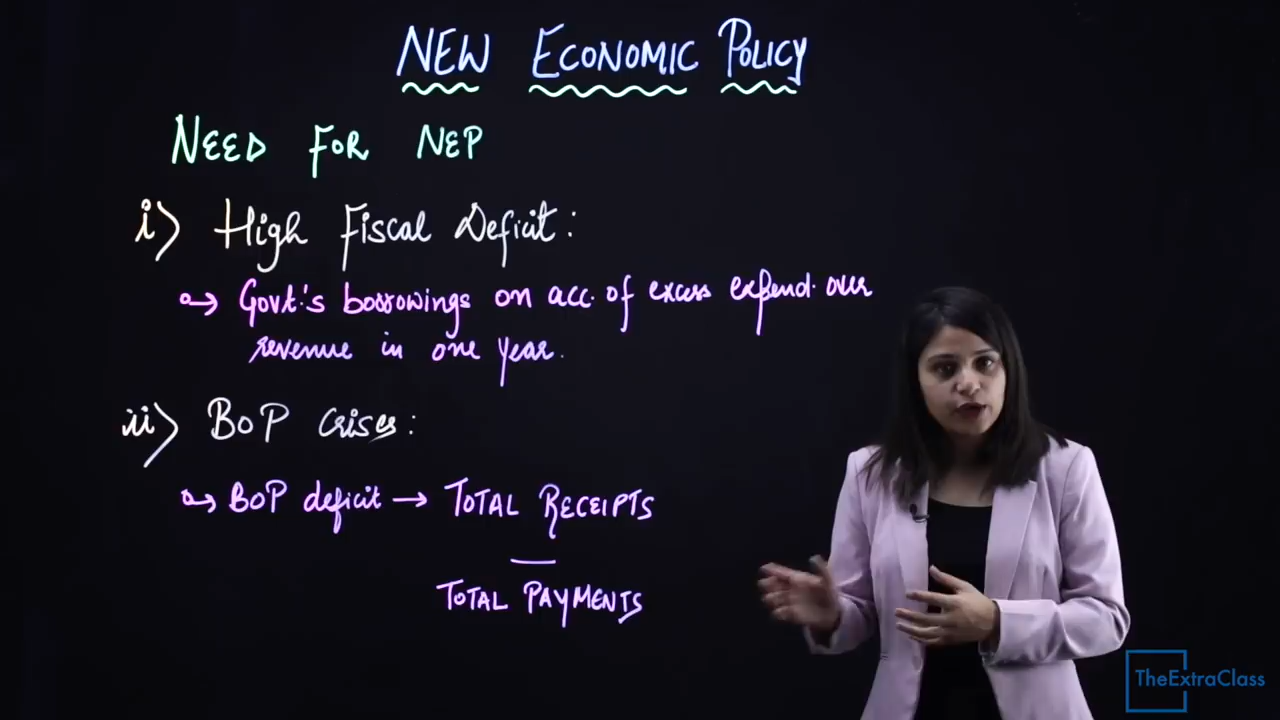 NEW ECONOMIC POLICY
NEED FOR NEP
i) High Fiscal Deficit:
↳ Govt.'s borrowings on acc. of excess expend. over
revenue in one year.
ii) BOP crises:
↳ BOP deficit → TOTAL RECEIPTS
—
TOTAL PAYMENTS
TheExtraClass